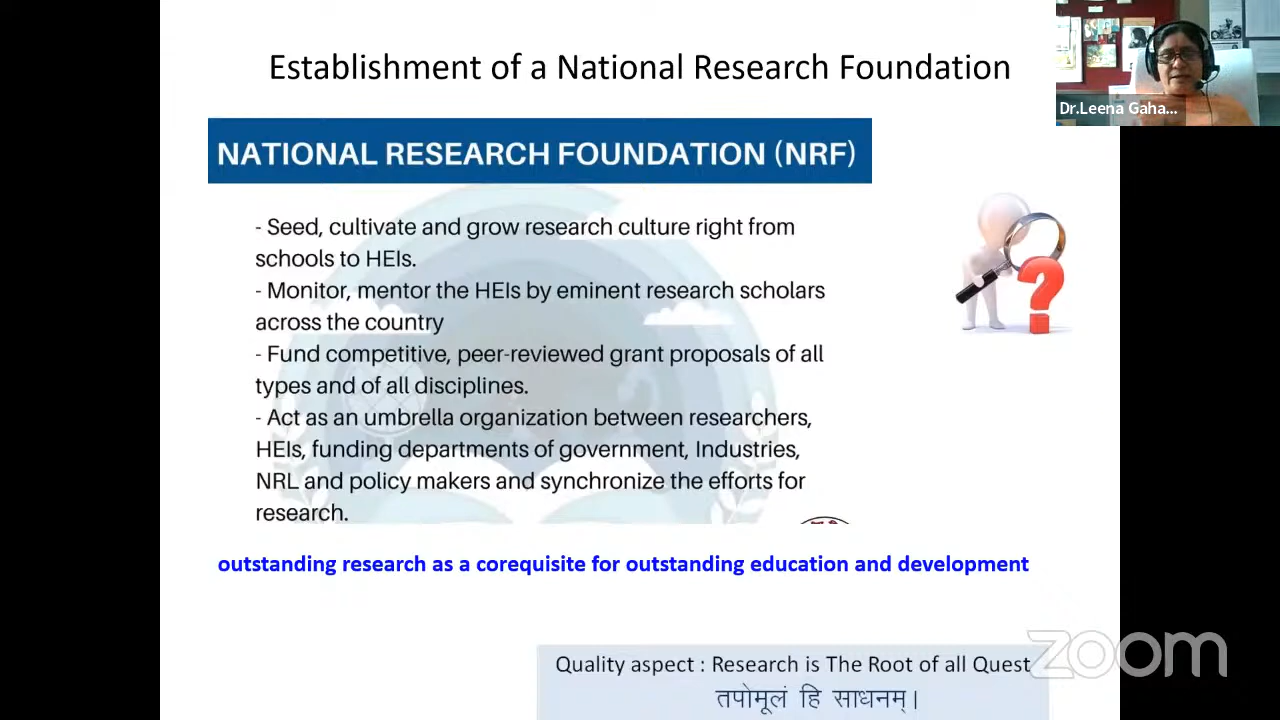 Establishment of a National Research Foundation
Dr.Leena Gaha...
NATIONAL RESEARCH FOUNDATION (NRF)
- Seed, cultivate and grow research culture right from
schools to HEIs.
- Monitor, mentor the HEIs by eminent research scholars
across the country
- Fund competitive, peer-reviewed grant proposals of all
types and of all disciplines.
- Act as an umbrella organization between researchers,
HEIs, funding departments of government, Industries,
NRL and policy makers and synchronize the efforts for
research.
outstanding research as a corequisite for outstanding education and development
zoom
Quality aspect : Research is The Root of all Quest
तपोमूलं हि साधनम्।